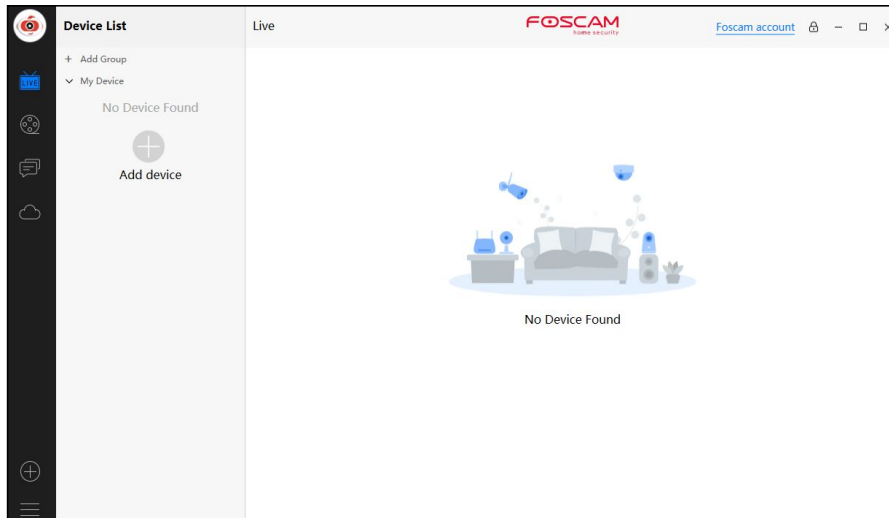 Device List
Live
FOSCAM
home security
Foscam account
+ Add Group
My Device
LIVE
No Device Found
Add device
No Device Found